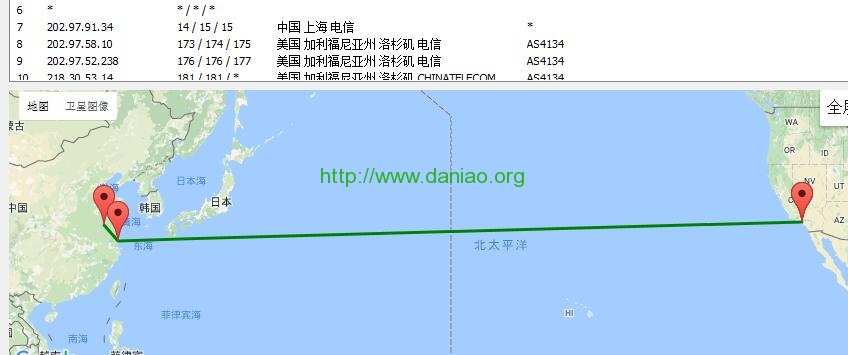 6 * * / * / *
7 202.97.91.34 14 / 15 / 15 中国 上海 电信 *
8 202.97.58.10 173 / 174 / 175 美国 加利福尼亚州 洛杉矶 电信 AS4134
9 202.97.52.238 176 / 176 / 177 美国 加利福尼亚州 洛杉矶 电信 AS4134
10 218.30.53.14 181 / 181 / * 美国 加利福尼亚州 洛杉矶 CHINATELECOM AS4134
地图 卫星图像
蒙古
WA
OR
ID
http://www.daniao.org
日本海
NV
UT
中国
韩国
日本
黄海
AZ
东海
北太平洋
菲律宾海
HI
南海